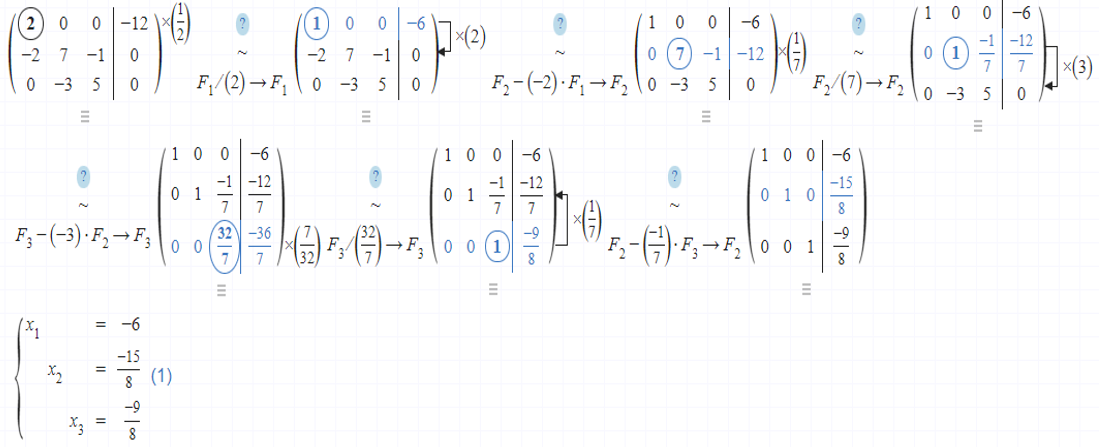 (2 0 0 | −12; −2 7 −1 | 0; 0 −3 5 | 0) ×(1/2) ? ~ F₁/(2)→F₁ (1 0 0 | −6; −2 7 −1 | 0; 0 −3 5 | 0) ×(2) ? ~ F₂−(−2)·F₁→F₂ (1 0 0 | −6; 0 7 −1 | −12; 0 −3 5 | 0) ×(1/7) ? ~ F₂/(7)→F₂ (1 0 0 | −6; 0 1 −1/7 | −12/7; 0 −3 5 | 0) ×(3)
? ~ F₃−(−3)·F₂→F₃ (1 0 0 | −6; 0 1 −1/7 | −12/7; 0 0 32/7 | −36/7) ×(7/32) ? ~ F₃/(32/7)→F₃ (1 0 0 | −6; 0 1 −1/7 | −12/7; 0 0 1 | −9/8) ×(1/7) ? ~ F₂−(−1/7)·F₃→F₂ (1 0 0 | −6; 0 1 0 | −15/8; 0 0 1 | −9/8)
x₁ = −6
x₂ = −15/8 (1)
x₃ = −9/8